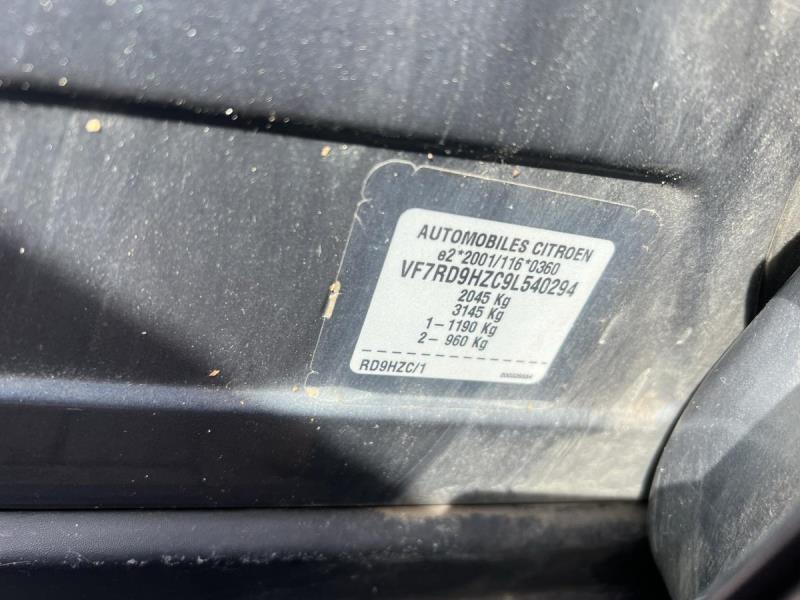 AUTOMOBILES CITROEN
e2*2001/116*0360
VF7RD9HZC9L540294
2045 Kg
3145 Kg
1– 1190 Kg
2– 960 Kg
RD9HZC/1